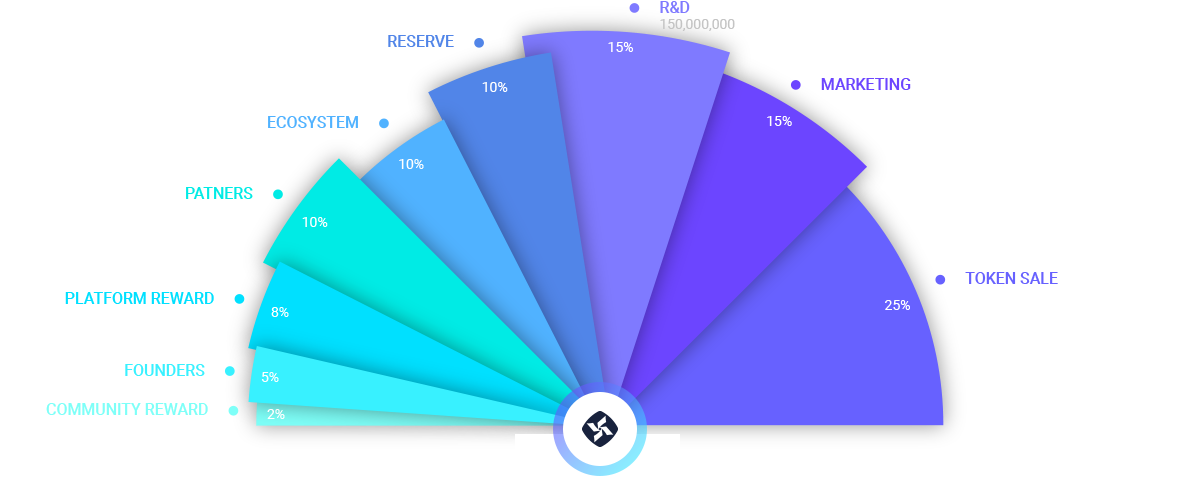 R&D
150,000,000
15%
RESERVE
10%
MARKETING
15%
ECOSYSTEM
10%
PATNERS
10%
TOKEN SALE
25%
PLATFORM REWARD
8%
FOUNDERS
5%
COMMUNITY REWARD
2%